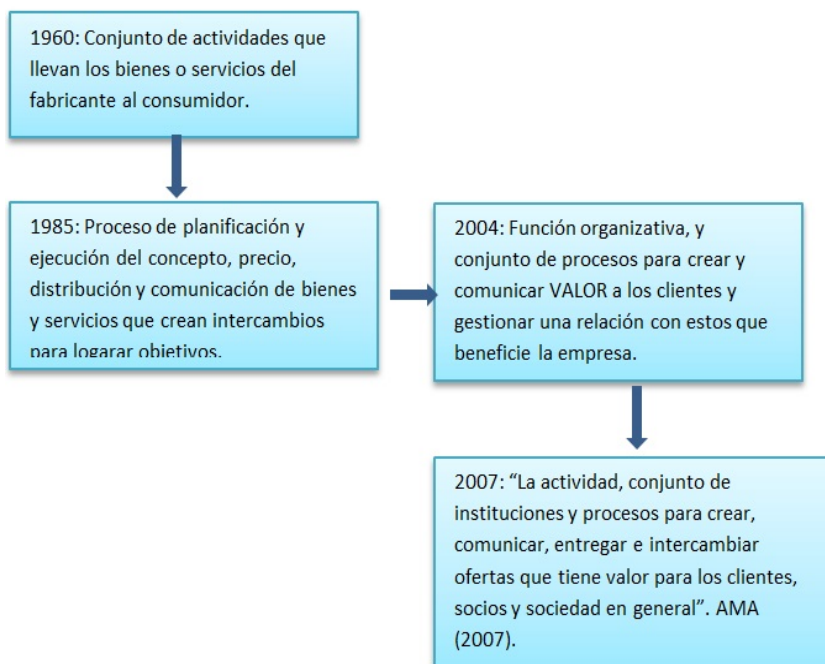 1960: Conjunto de actividades que
llevan los bienes o servicios del
fabricante al consumidor.
1985: Proceso de planificación y
ejecución del concepto, precio,
distribución y comunicación de bienes
y servicios que crean intercambios
para logarar objetivos.
2004: Función organizativa, y
conjunto de procesos para crear y
comunicar VALOR a los clientes y
gestionar una relación con estos que
beneficie la empresa.
2007: “La actividad, conjunto de
instituciones y procesos para crear,
comunicar, entregar e intercambiar
ofertas que tiene valor para los clientes,
socios y sociedad en general”. AMA
(2007).